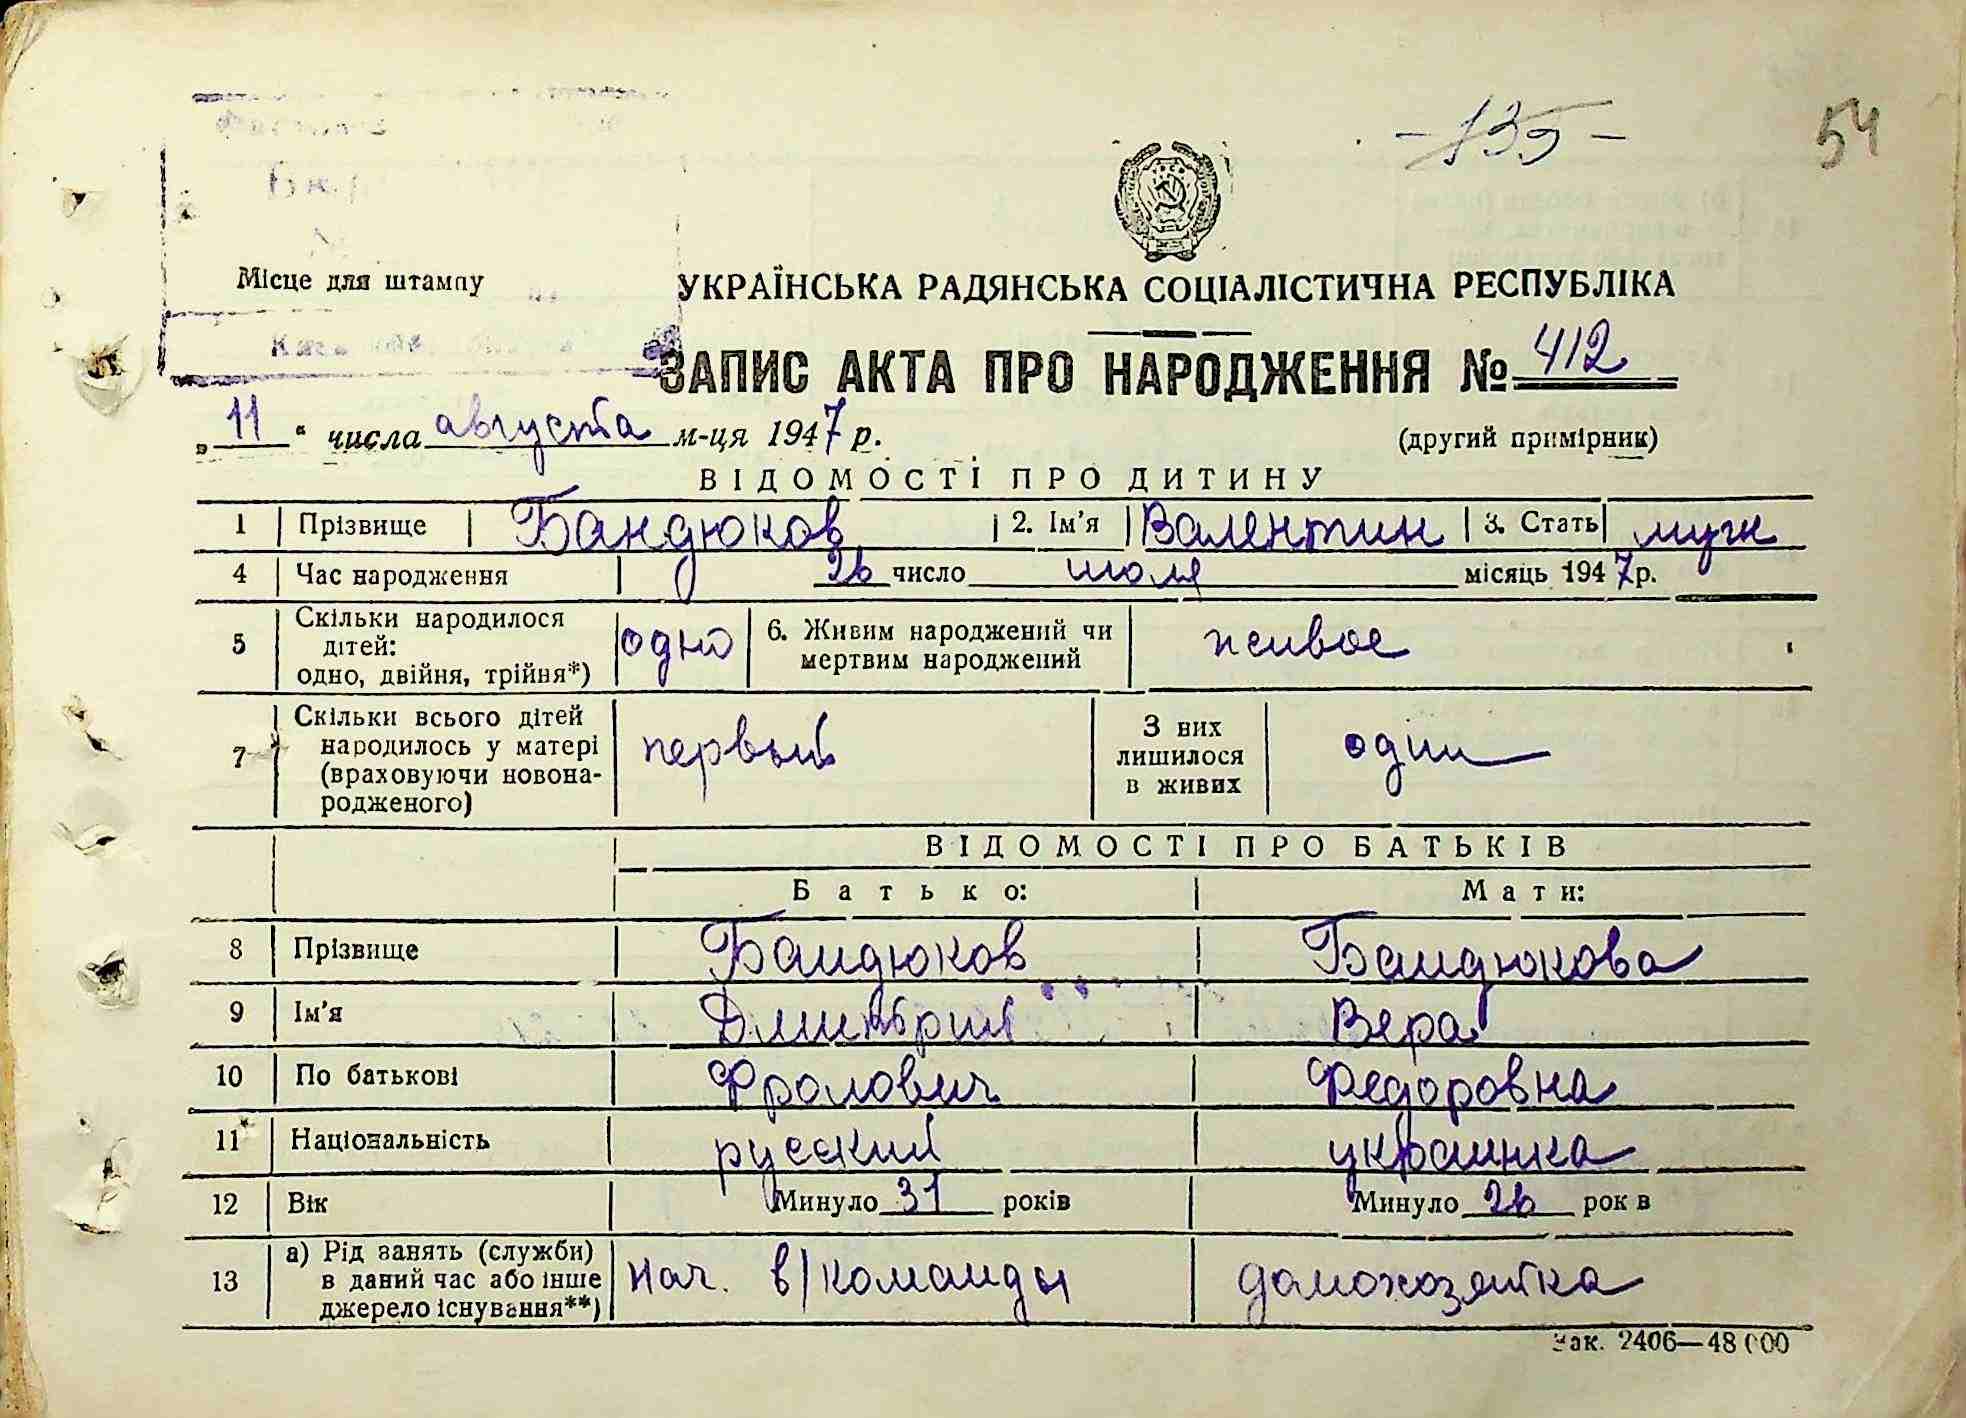 -135-
54
Місце для штампу
УКРАЇНСЬКА РАДЯНСЬКА СОЦІАЛІСТИЧНА РЕСПУБЛІКА
ЗАПИС АКТА ПРО НАРОДЖЕННЯ № 412
„11“ числа августа м-ця 1947 р.
(другий примірник)
ВІДОМОСТІ ПРО ДИТИНУ
1 Прізвище Бандюков 2. Ім'я Валентин 3. Стать муж
4 Час народження 26 число июля місяць 1947р.
5 Скільки народилося
дітей:
одно, двійня, трійня*) одно
6. Живим народжений чи
мертвим народжений живое
7 Скільки всього дітей
народилось у матері
(враховуючи новона-
родженого) первый
З них
лишилося
в живих один
ВІДОМОСТІ ПРО БАТЬКІВ
Батько: Мати:
8 Прізвище Бандюков Бандюкова
9 Ім'я Дмитрий Вера
10 По батькові Фролович Федоровна
11 Національність русский украинка
12 Вік Минуло 31 років Минуло 26 рок в
13 а) Рід занять (служби)
в даний час або інше
джерело існування**) нач. в/команды домохозяйка
Зак. 2406—48000